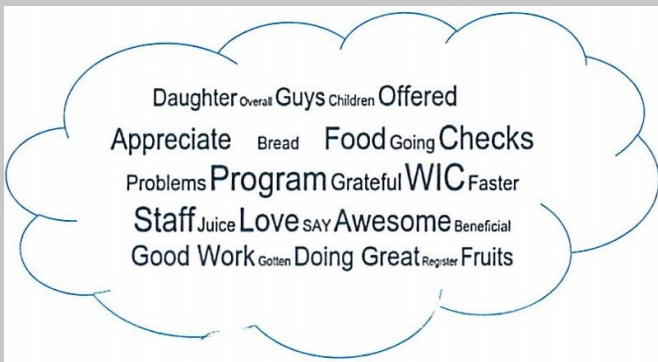 Daughter Overall Guys Children Offered
Appreciate Bread Food Going Checks
Problems Program Grateful WIC Faster
Staff Juice Love SAY Awesome Beneficial
Good Work Gotten Doing Great Register Fruits